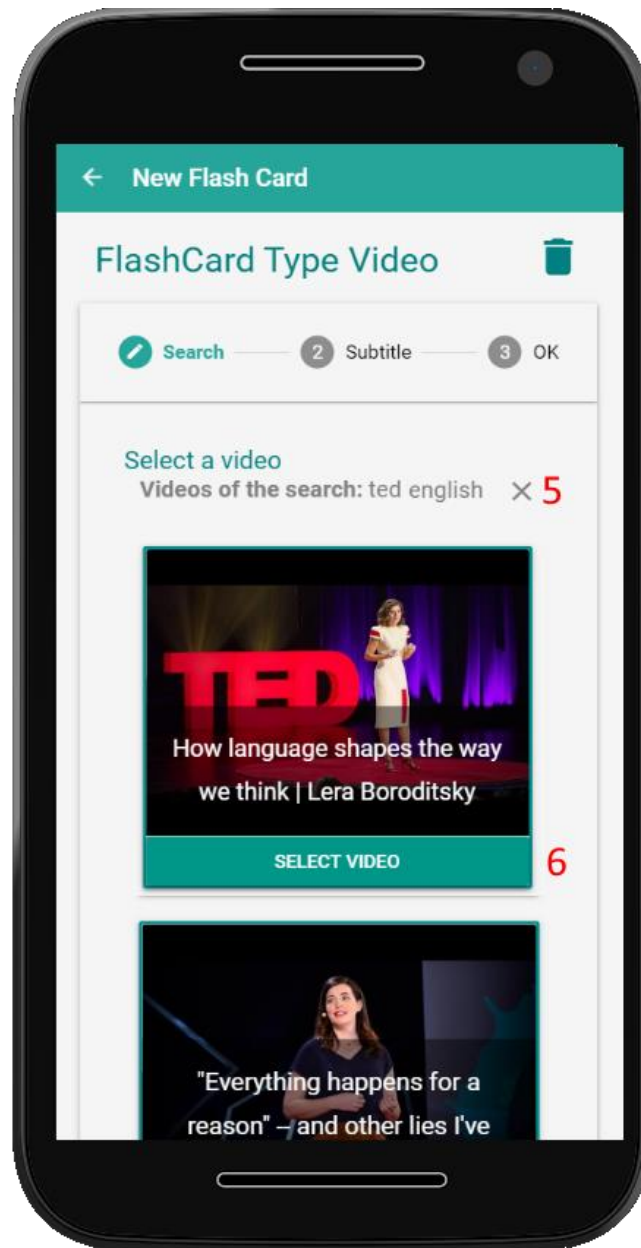 New Flash Card
FlashCard Type Video
Search 2 Subtitle 3 OK
Select a video
Videos of the search: ted english × 5
TED
How language shapes the way
we think | Lera Boroditsky
SELECT VIDEO 6
"Everything happens for a
reason" – and other lies I've